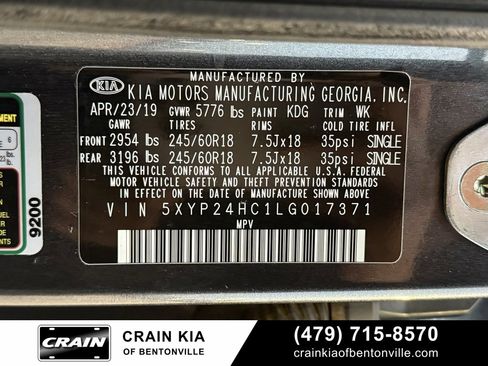 MANUFACTURED BY
KIA KIA MOTORS MANUFACTURING GEORGIA, INC.
APR/23/19 GVWR 5776 lbs PAINT KDG TRIM WK
GAWR TIRES RIMS COLD TIRE INFL
FRONT 2954 lbs 245/60R18 7.5Jx18 35psi SINGLE
REAR 3196 lbs 245/60R18 7.5Jx18 35psi SINGLE
THIS VEHICLE CONFORMS TO ALL APPLICABLE U.S.A. FEDERAL
MOTOR VEHICLE SAFETY AND THEFT PREVENTION STANDARDS
IN EFFECT ON THE DATE OF MANUFACTURE SHOWN ABOVE.
VIN 5XYP24HC1LG017371
MPV
9200
CRAIN
CRAIN KIA
OF BENTONVILLE
(479) 715-8570
crainkiaofbentonville.com